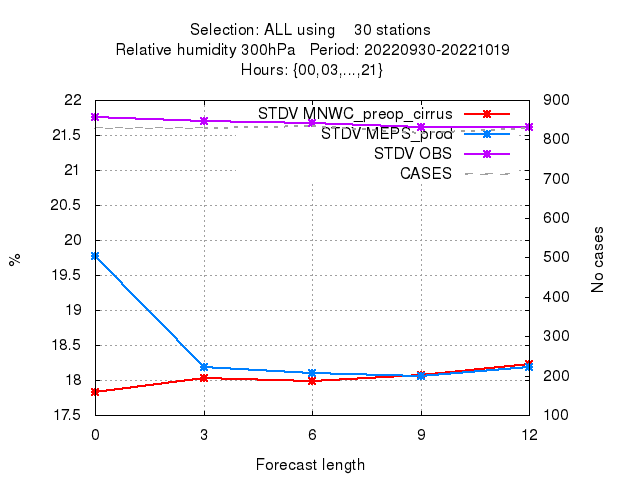 Selection: ALL using    30 stations
Relative humidity 300hPa   Period: 20220930-20221019
Hours: {00,03,...,21}
22
21.5
21
20.5
20
19.5
19
18.5
18
17.5
%
STDV MNWC_preop_cirrus
STDV MEPS_prod
STDV OBS
CASES
900
800
700
600
500
400
300
200
100
No cases
0 3 6 9 12
Forecast length